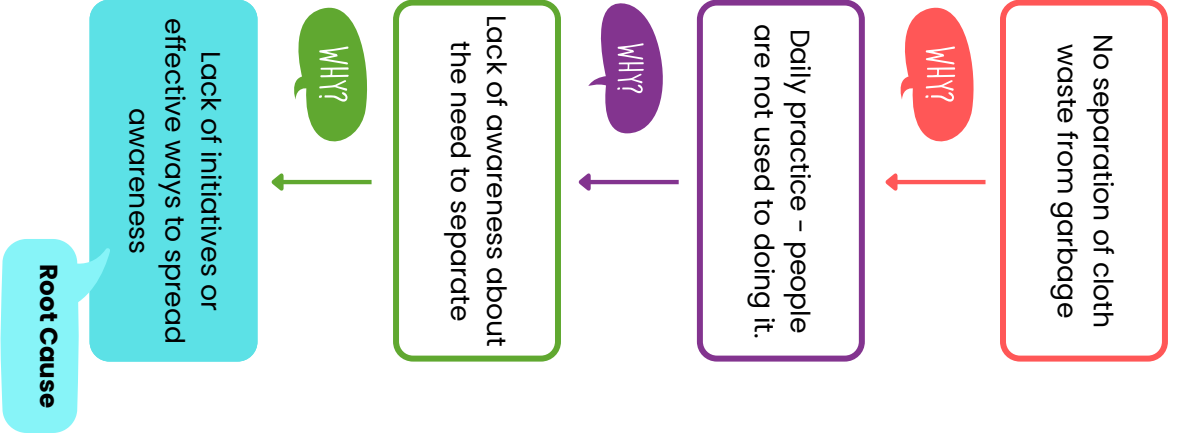 No separation of cloth
waste from garbage
WHY?
Daily practice - people
are not used to doing it.
WHY?
Lack of awareness about
the need to separate
WHY?
Lack of initiatives or
effective ways to spread
awareness
Root Cause